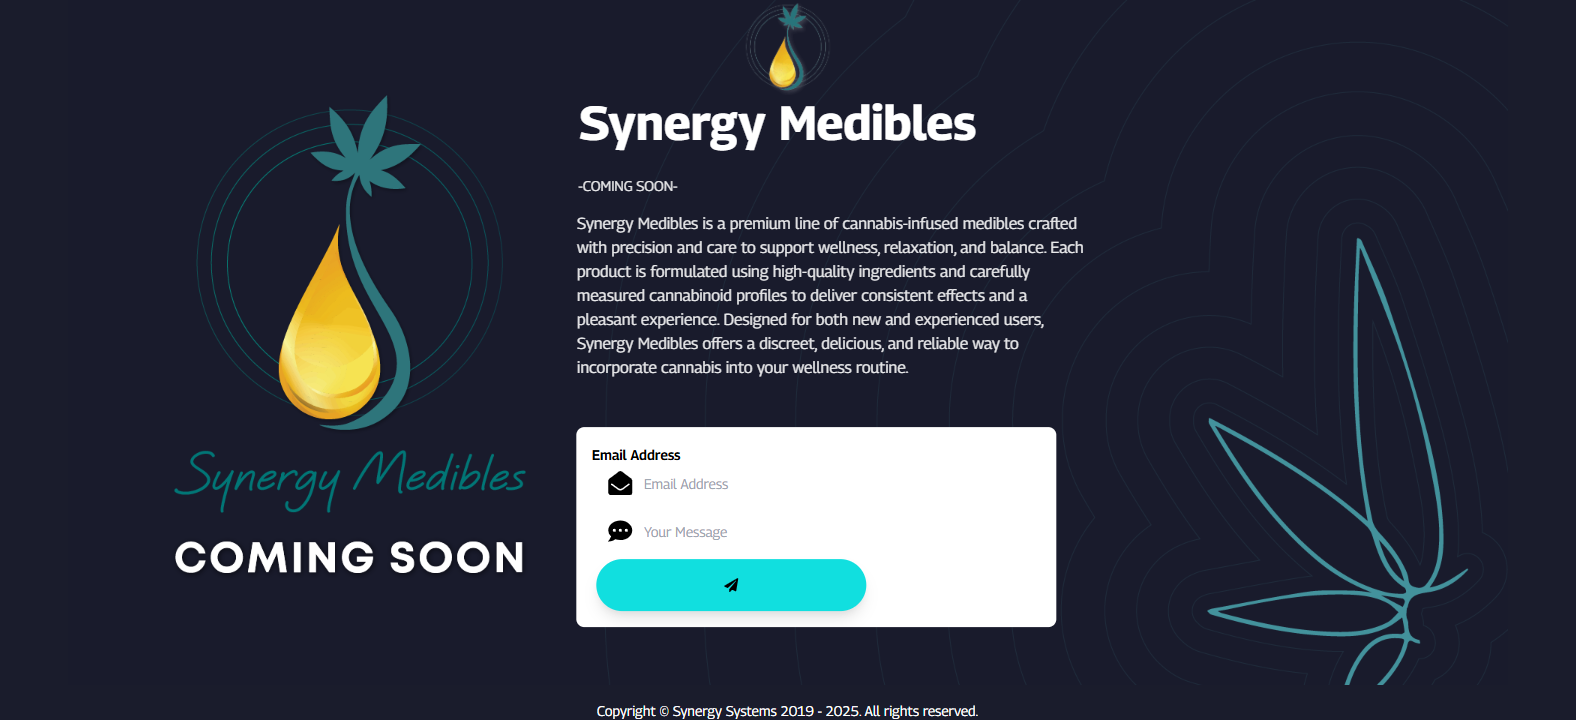 Synergy Medibles
COMING SOON
Synergy Medibles
-COMING SOON-
Synergy Medibles is a premium line of cannabis-infused medibles crafted
with precision and care to support wellness, relaxation, and balance. Each
product is formulated using high-quality ingredients and carefully
measured cannabinoid profiles to deliver consistent effects and a
pleasant experience. Designed for both new and experienced users,
Synergy Medibles offers a discreet, delicious, and reliable way to
incorporate cannabis into your wellness routine.
Email Address
Email Address
Your Message
Copyright © Synergy Systems 2019 - 2025. All rights reserved.